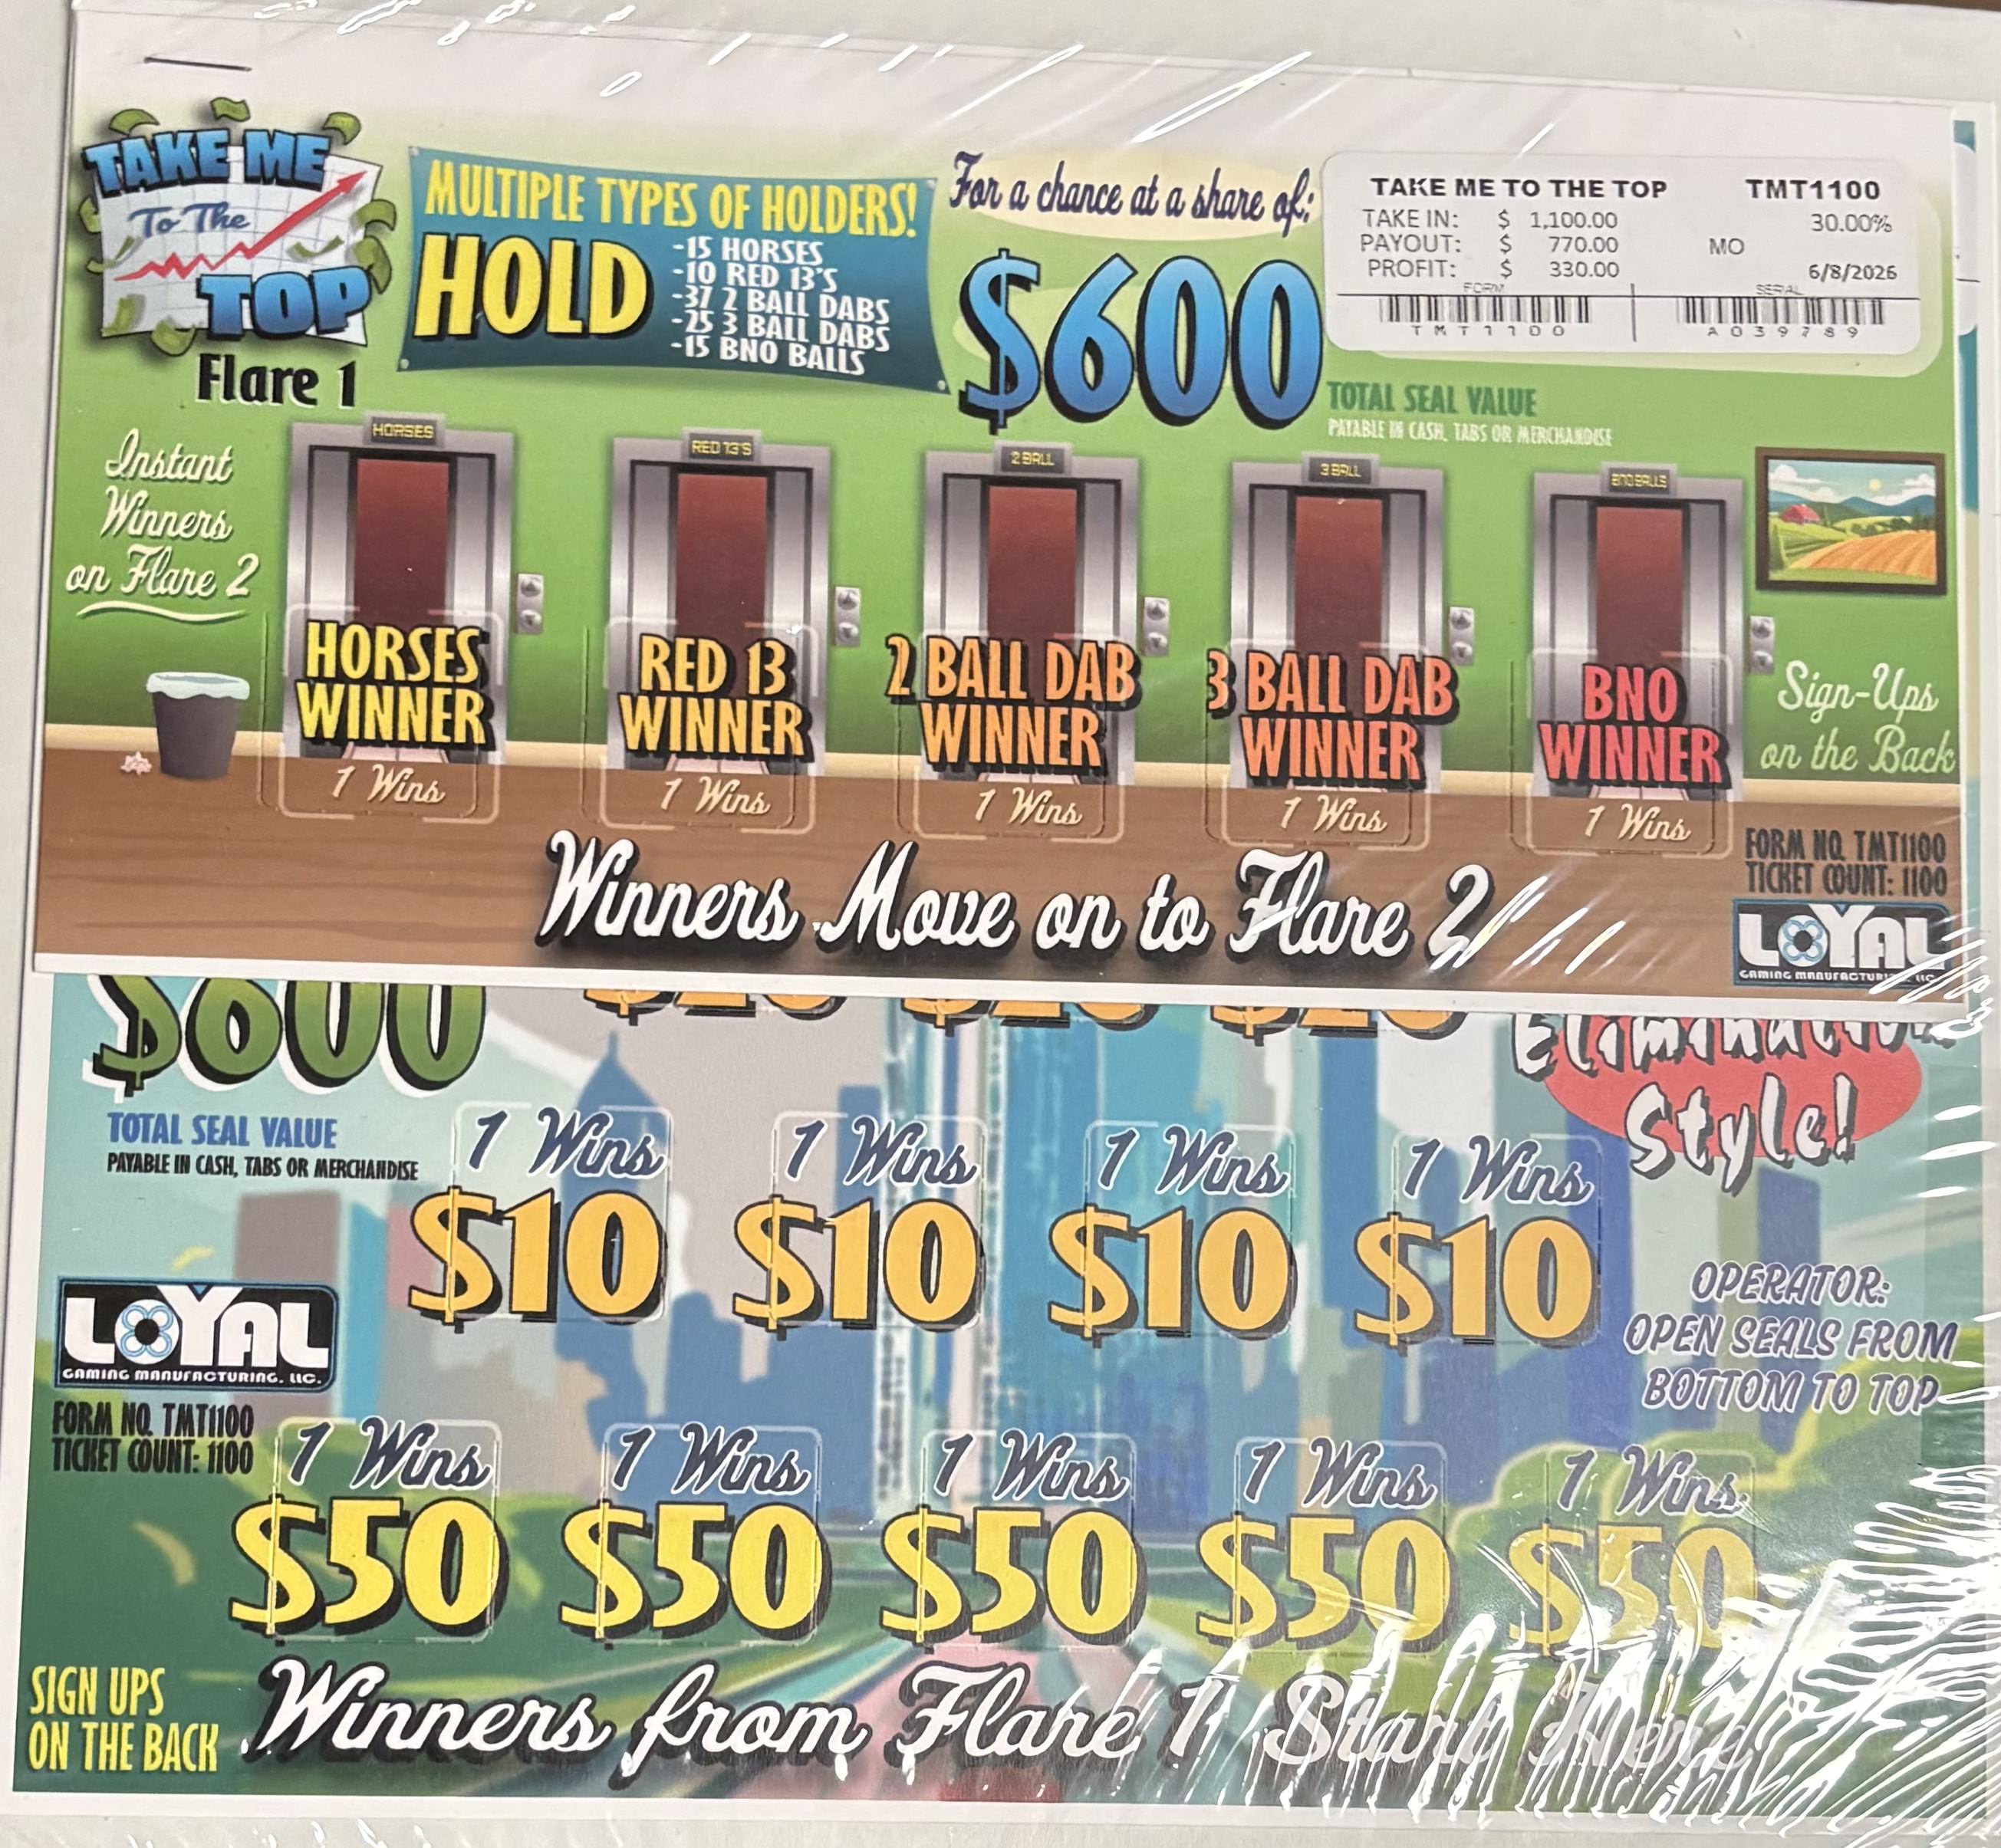 TAKE ME
To The
TOP
Flare 1
MULTIPLE TYPES OF HOLDERS!
HOLD
-15 HORSES
-10 RED 13'S
-37 2 BALL DABS
-25 3 BALL DABS
-15 BNO BALLS
For a chance at a share of:
$600
TOTAL SEAL VALUE
PAYABLE IN CASH, TABS OR MERCHANDISE
TAKE ME TO THE TOP TMT1100
TAKE IN: $ 1,100.00 30.00%
PAYOUT: $ 770.00 MO
PROFIT: $ 330.00 6/8/2026
FORM SERIAL
TMT1100 A039789
Instant
Winners
on Flare 2
HORSES
RED 13'S
2 BALL
3 BALL
BNO BALLS
HORSES
WINNER
1 Wins
RED 13
WINNER
1 Wins
2 BALL DAB
WINNER
1 Wins
3 BALL DAB
WINNER
1 Wins
BNO
WINNER
1 Wins
Sign-Ups
on the Back
Winners Move on to Flare 2
FORM NO. TMT1100
TICKET COUNT: 1100
LOYAL
GAMING MANUFACTURING, LLC.
$600
TOTAL SEAL VALUE
PAYABLE IN CASH, TABS OR MERCHANDISE
Elimination
Style!
1 Wins 1 Wins 1 Wins 1 Wins
$10 $10 $10 $10
OPERATOR:
OPEN SEALS FROM
BOTTOM TO TOP
LOYAL
GAMING MANUFACTURING, LLC.
FORM NO. TMT1100
TICKET COUNT: 1100
1 Wins 1 Wins 1 Wins 1 Wins 1 Wins
$50 $50 $50 $50 $50
SIGN UPS
ON THE BACK
Winners from Flare 1 Start Here